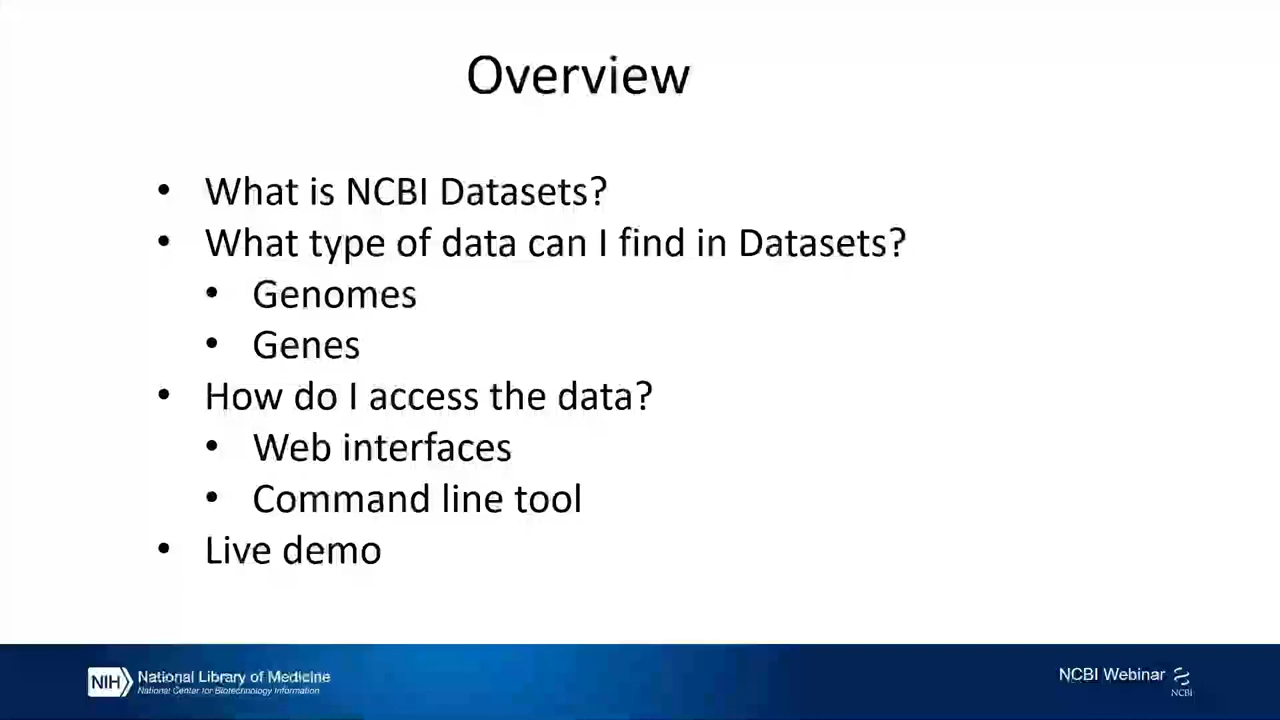 Overview
• What is NCBI Datasets?
• What type of data can I find in Datasets?
• Genomes
• Genes
• How do I access the data?
• Web interfaces
• Command line tool
• Live demo
NIH National Library of Medicine
National Center for Biotechnology Information
NCBI Webinar
NCBI